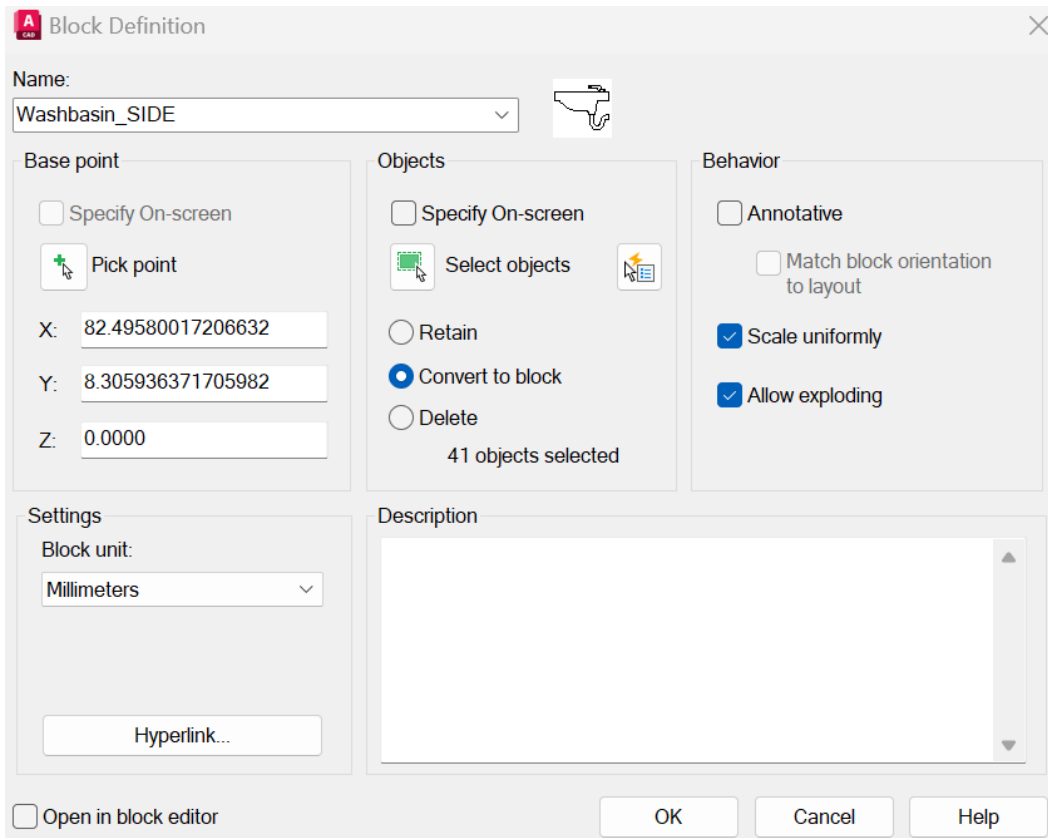 A
CAD
Block Definition
Name:
Washbasin_SIDE
Base point
Specify On-screen
Pick point
X: 82.49580017206632
Y: 8.305936371705982
Z: 0.0000
Objects
Specify On-screen
Select objects
Retain
Convert to block
Delete
41 objects selected
Behavior
Annotative
Match block orientation
to layout
Scale uniformly
Allow exploding
Settings
Block unit:
Millimeters
Hyperlink...
Description
Open in block editor
OK
Cancel
Help